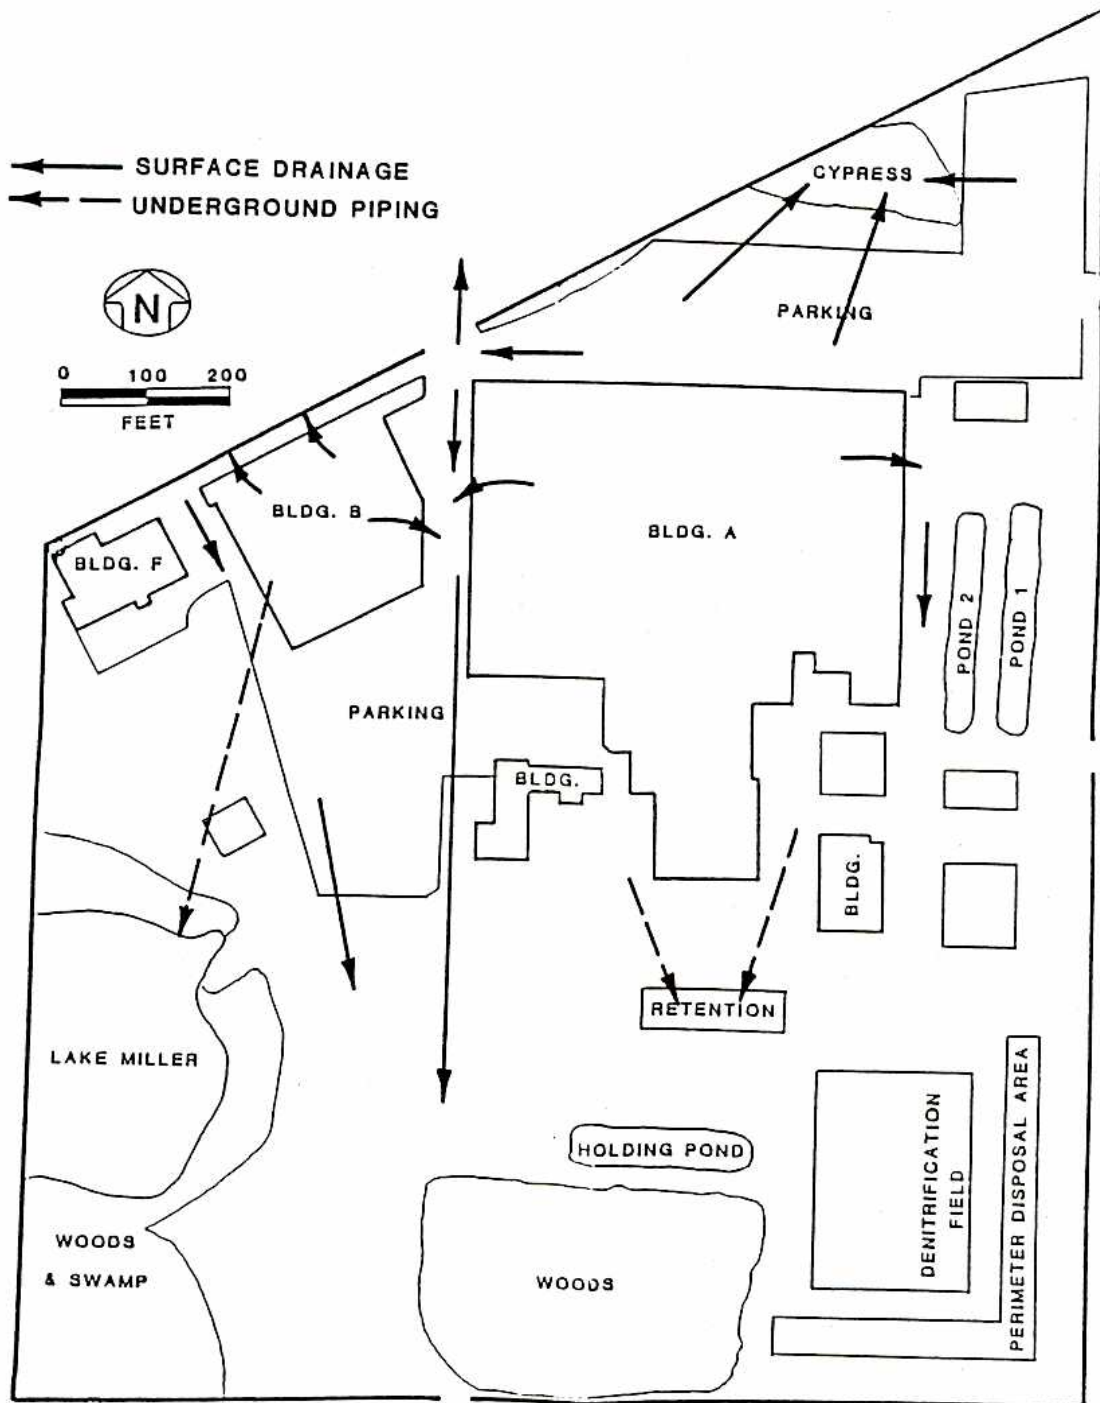 SURFACE DRAINAGE
UNDERGROUND PIPING
N
0 100 200
FEET
CYPRESS
PARKING
BLDG. B
BLDG. F
BLDG. A
POND 2
POND 1
PARKING
BLDG.
BLDG.
RETENTION
LAKE MILLER
HOLDING POND
DENITRIFICATION
FIELD
PERIMETER DISPOSAL AREA
WOODS
& SWAMP
WOODS